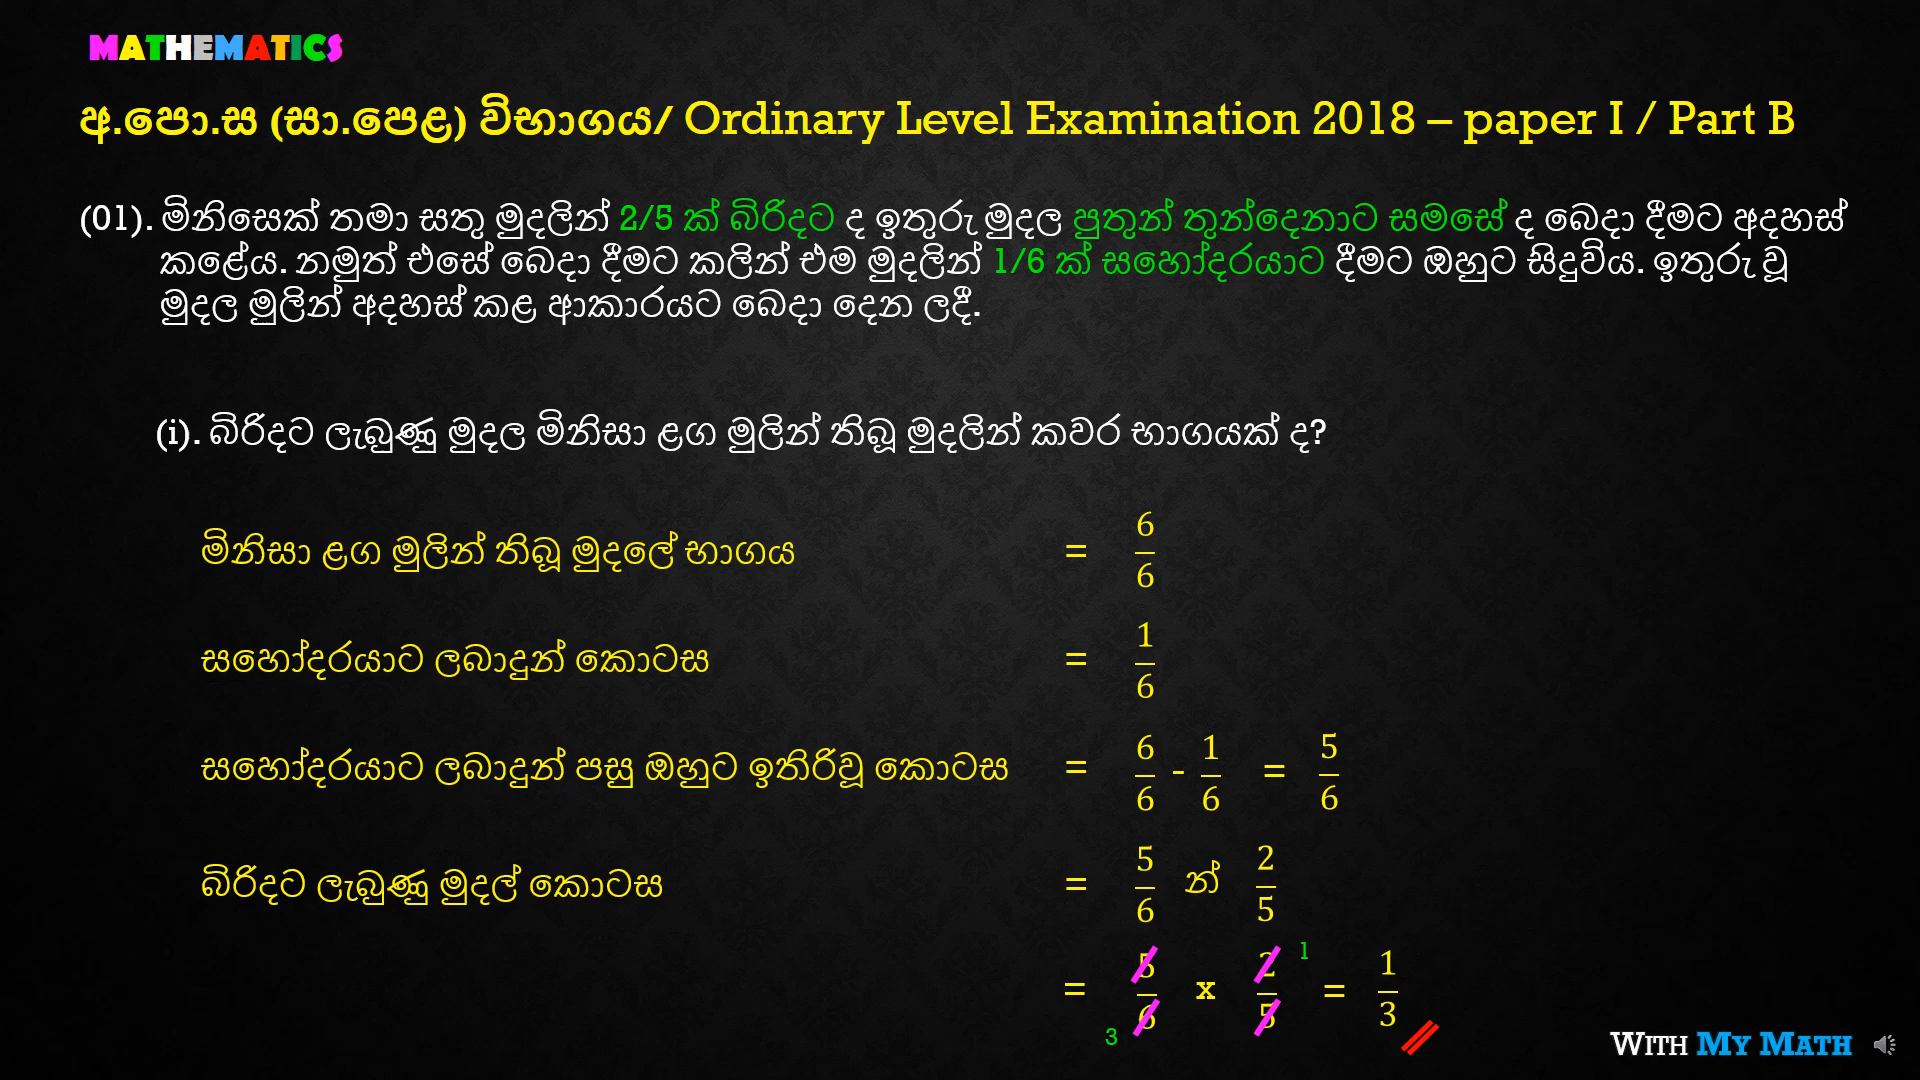 MATHEMATICS
අ.පො.ස (සා.පෙළ) විභාගය/ Ordinary Level Examination 2018 – paper I / Part B
(01). මිනිසෙක් තමා සතු මුදලින් 2/5 ක් බිරිදට ද ඉතුරු මුදල පුතුන් තුන්දෙනාට සමසේ ද බෙදා දීමට අදහස්
කළේය. නමුත් එසේ බෙදා දීමට කලින් එම මුදලින් 1/6 ක් සහෝදරයාට දීමට ඔහුට සිදුවිය. ඉතුරු වූ
මුදල මුලින් අදහස් කළ ආකාරයට බෙදා දෙන ලදී.
(i). බිරිදට ලැබුණු මුදල මිනිසා ළග මුලින් තිබූ මුදලින් කවර භාගයක් ද?
මිනිසා ළග මුලින් තිබූ මුදලේ භාගය = 6/6
සහෝදරයාට ලබාදුන් කොටස = 1/6
සහෝදරයාට ලබාදුන් පසු ඔහුට ඉතිරිවූ කොටස = 6/6 - 1/6 = 5/6
බිරිදට ලැබුණු මුදල් කොටස = 5/6 න් 2/5
= 5/6 x 2/5 = 1/3
1
3
WITH MY MATH